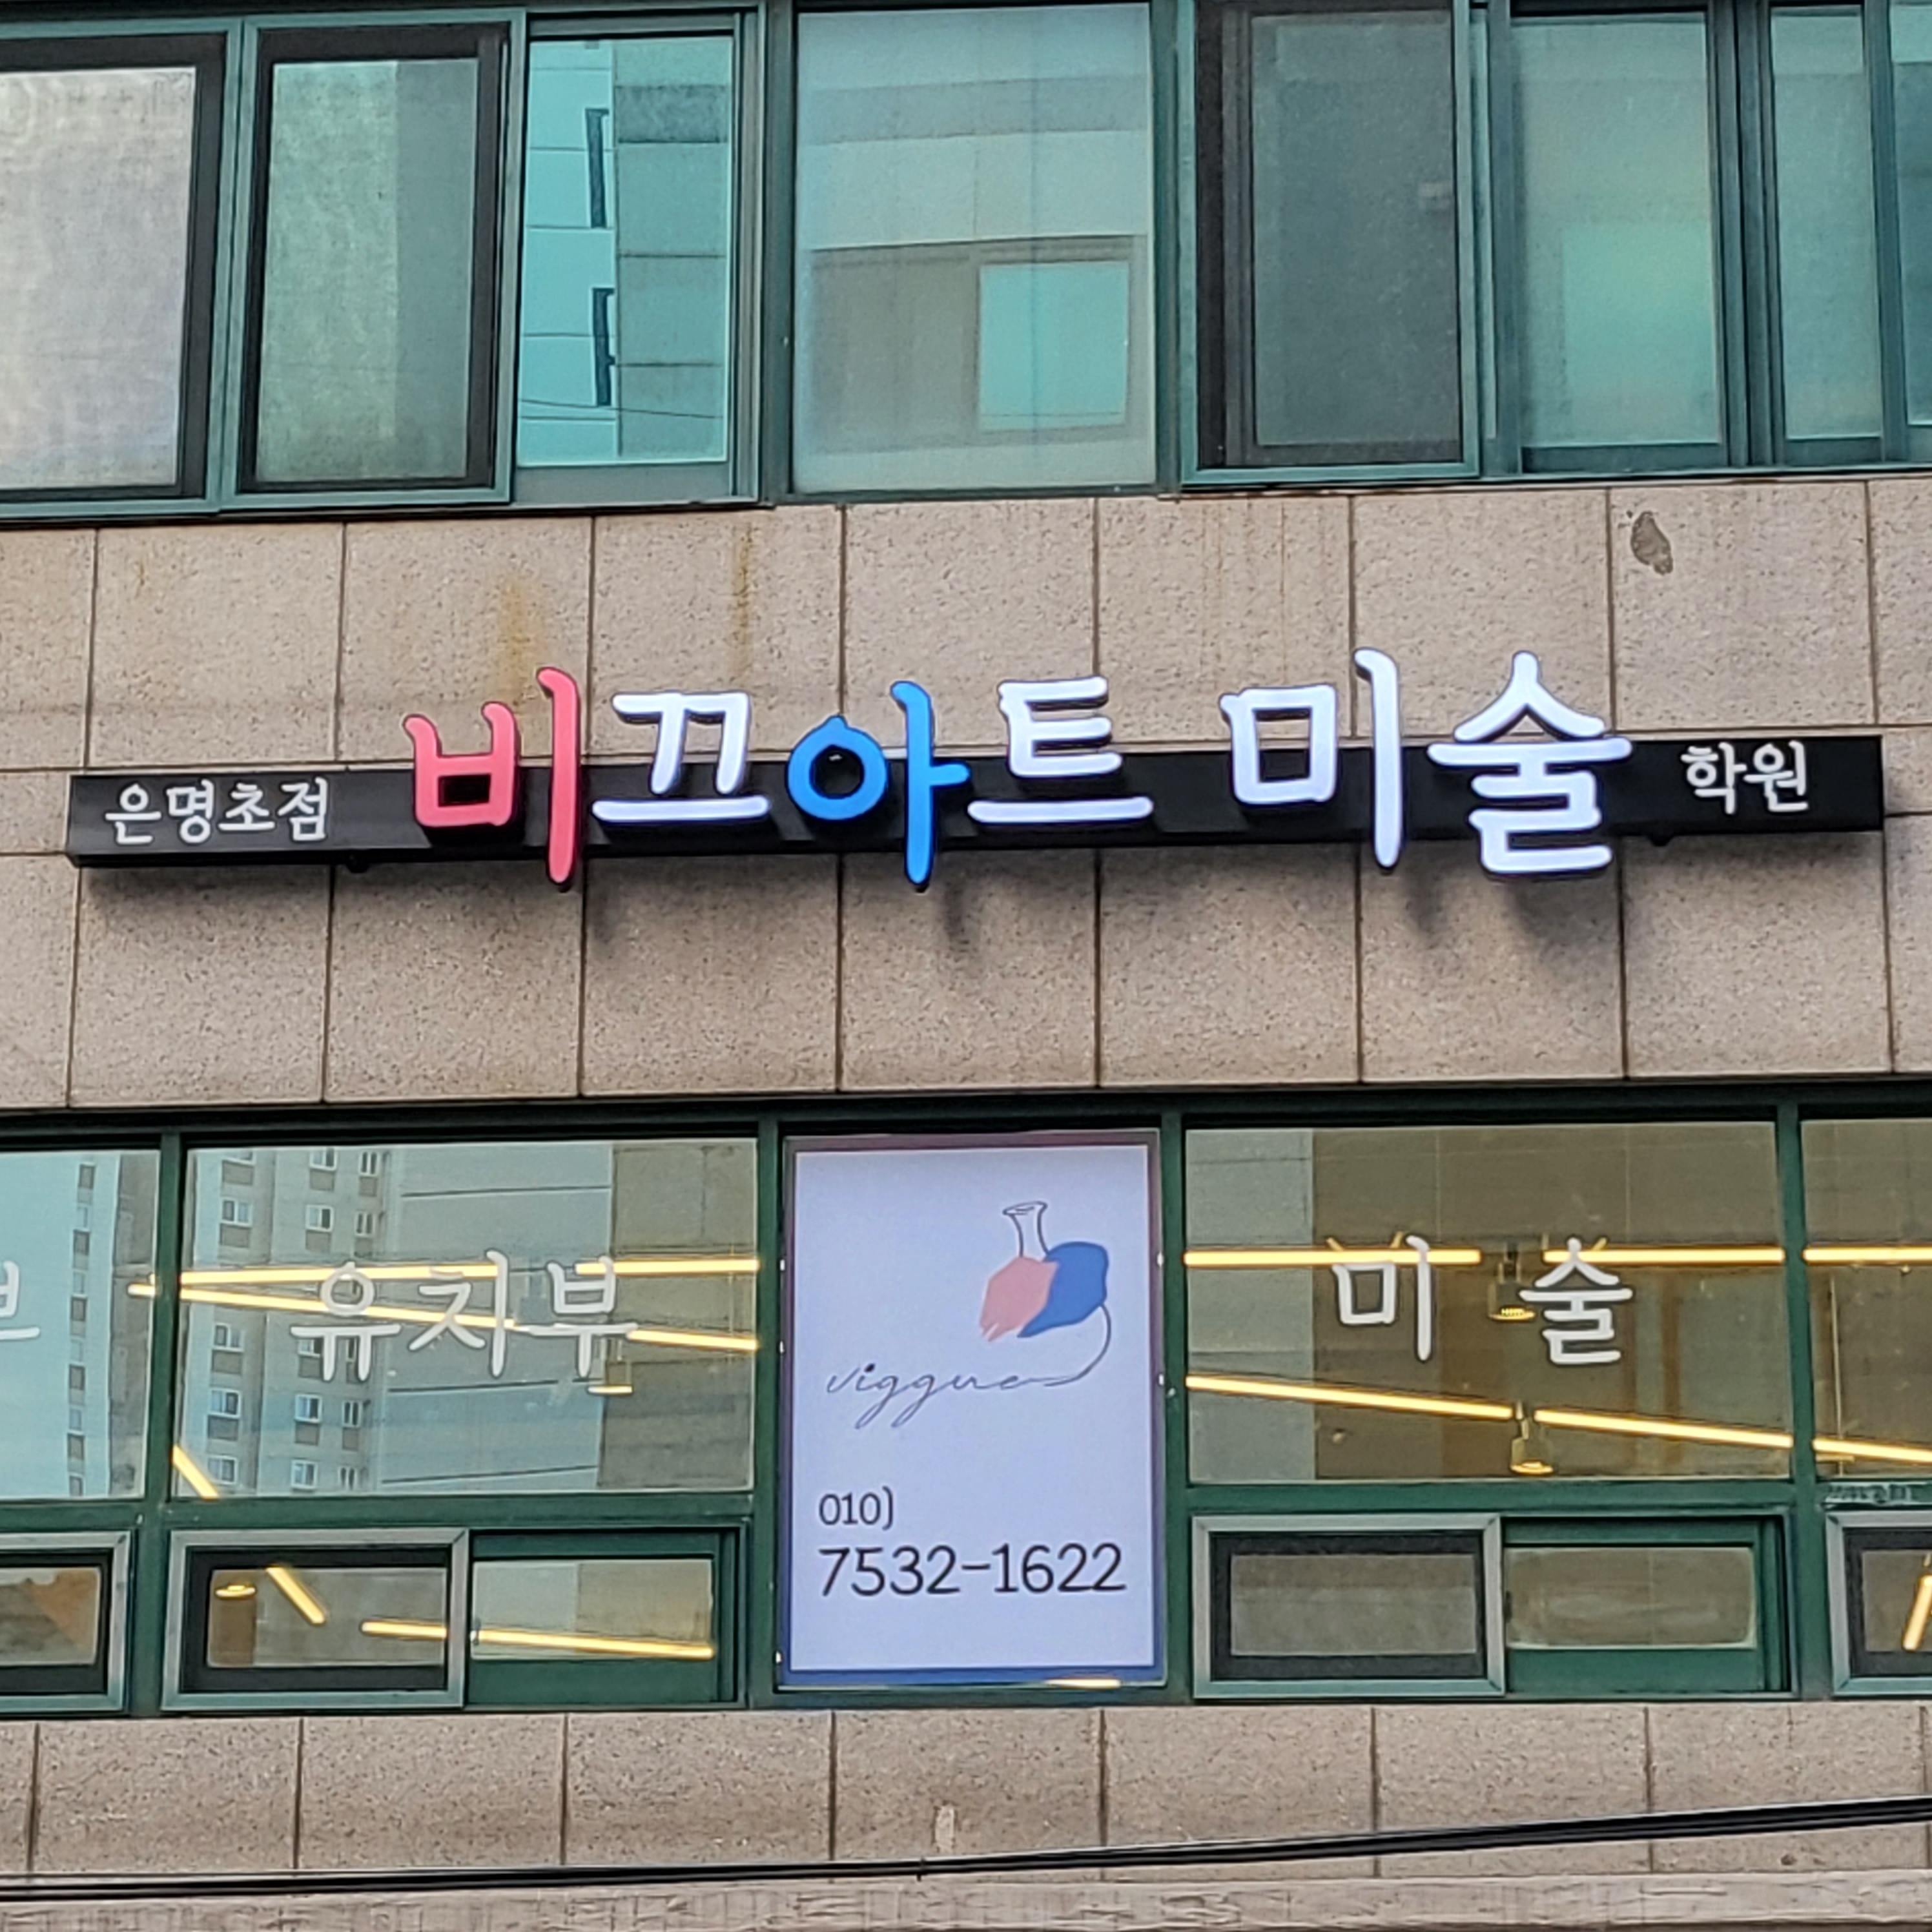 은명초점 비끄아트 미술 학원
유치부
viggue
010)
7532-1622
미 술